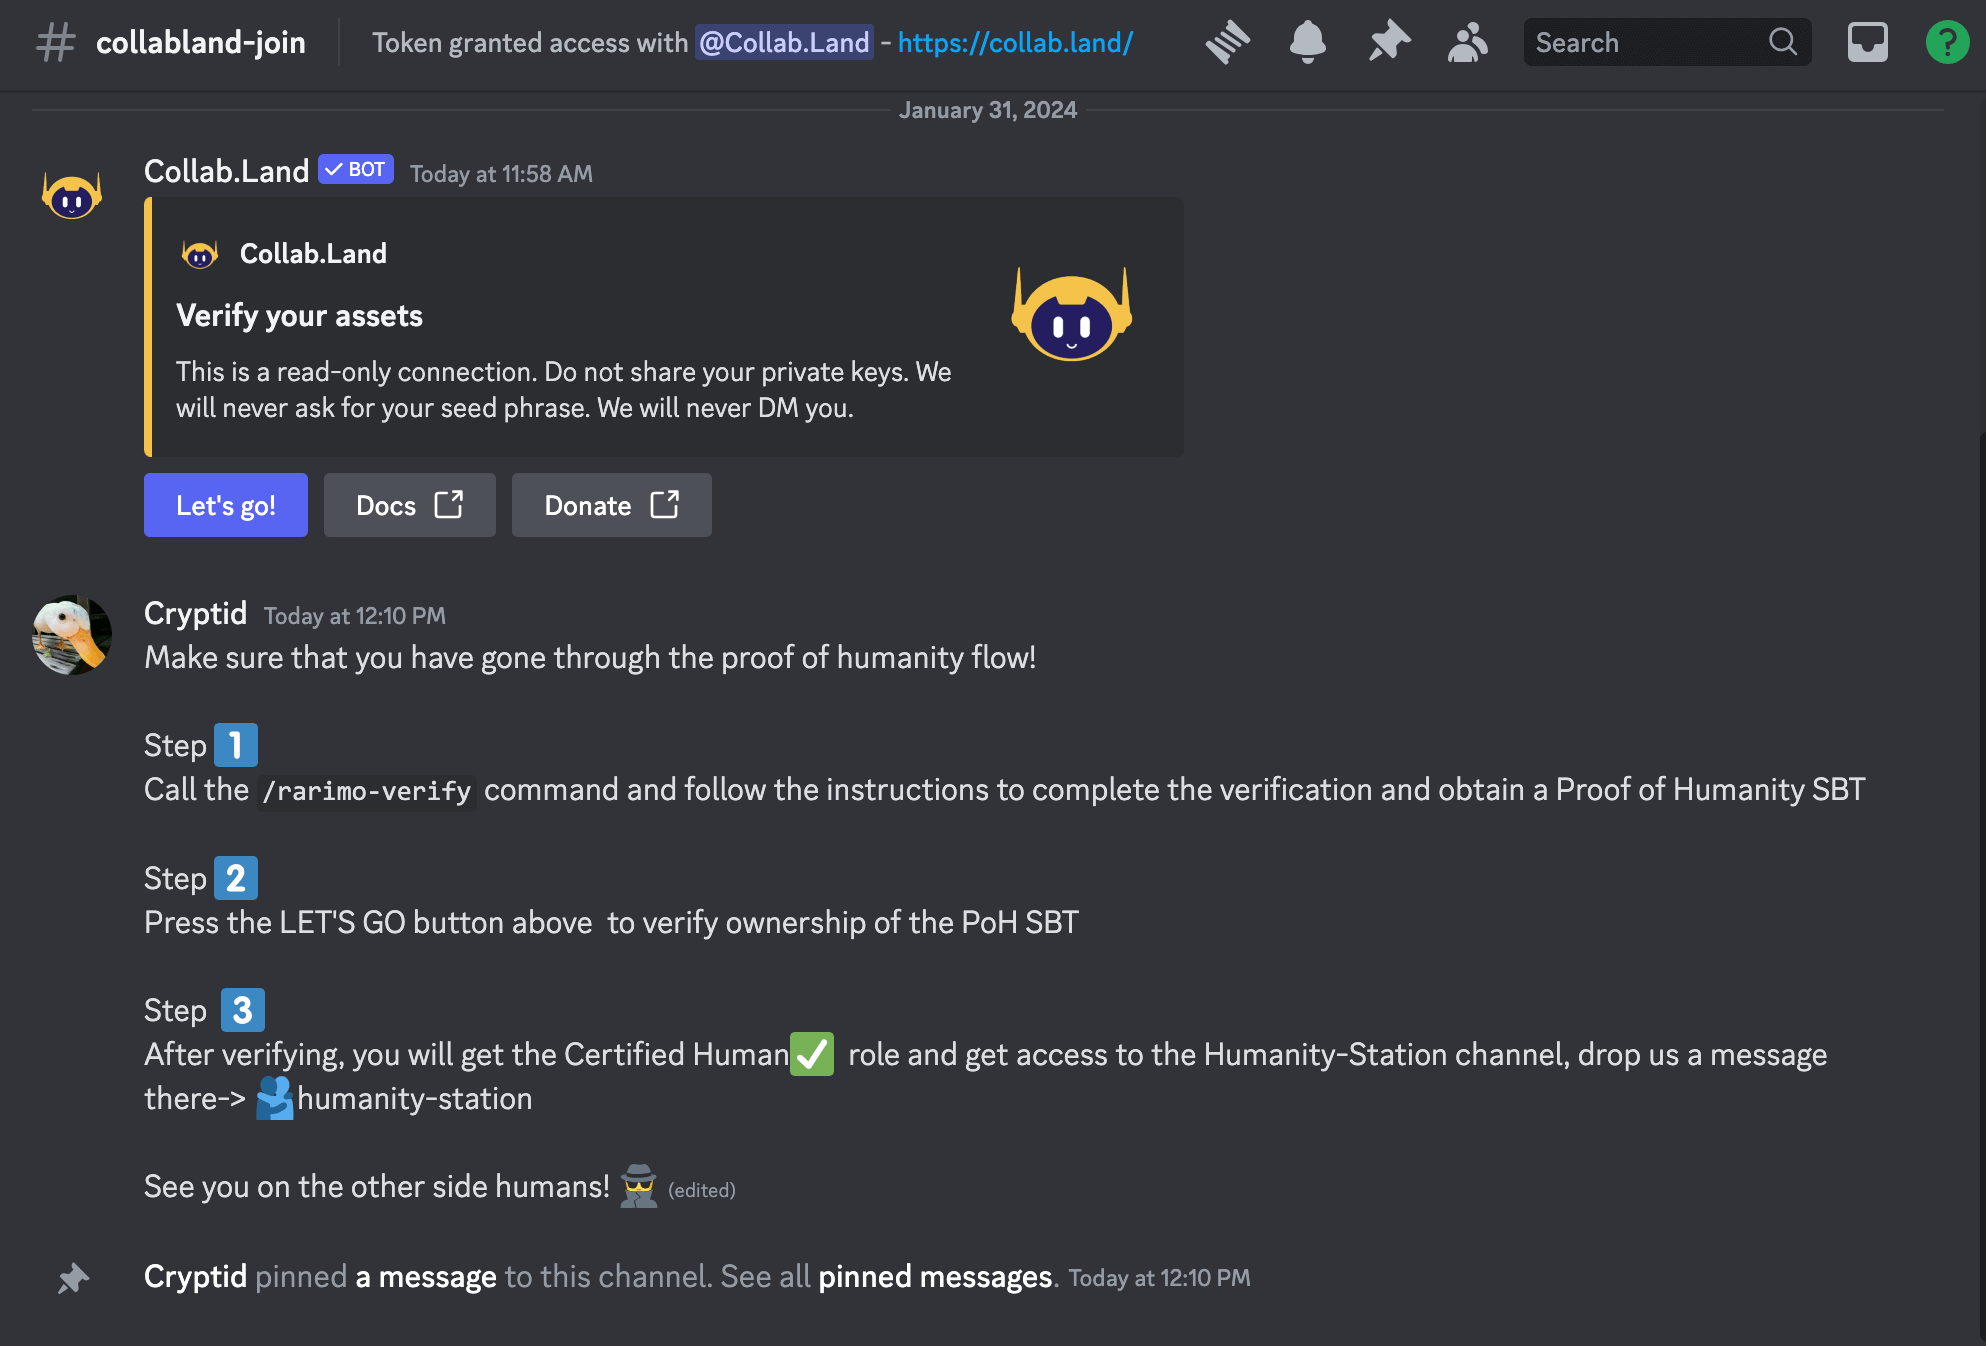 collabland-join
Token granted access with @Collab.Land - https://collab.land/
Search
?
January 31, 2024
Collab.Land BOT Today at 11:58 AM
Collab.Land
Verify your assets
This is a read-only connection. Do not share your private keys. We
will never ask for your seed phrase. We will never DM you.
Let's go!
Docs
Donate
Cryptid Today at 12:10 PM
Make sure that you have gone through the proof of humanity flow!
Step 1️⃣
Call the /rarimo-verify command and follow the instructions to complete the verification and obtain a Proof of Humanity SBT
Step 2️⃣
Press the LET'S GO button above  to verify ownership of the PoH SBT
Step 3️⃣
After verifying, you will get the Certified Human✅ role and get access to the Humanity-Station channel, drop us a message
there-> 🫂humanity-station
See you on the other side humans! 🕵️ (edited)
Cryptid pinned a message to this channel. See all pinned messages. Today at 12:10 PM